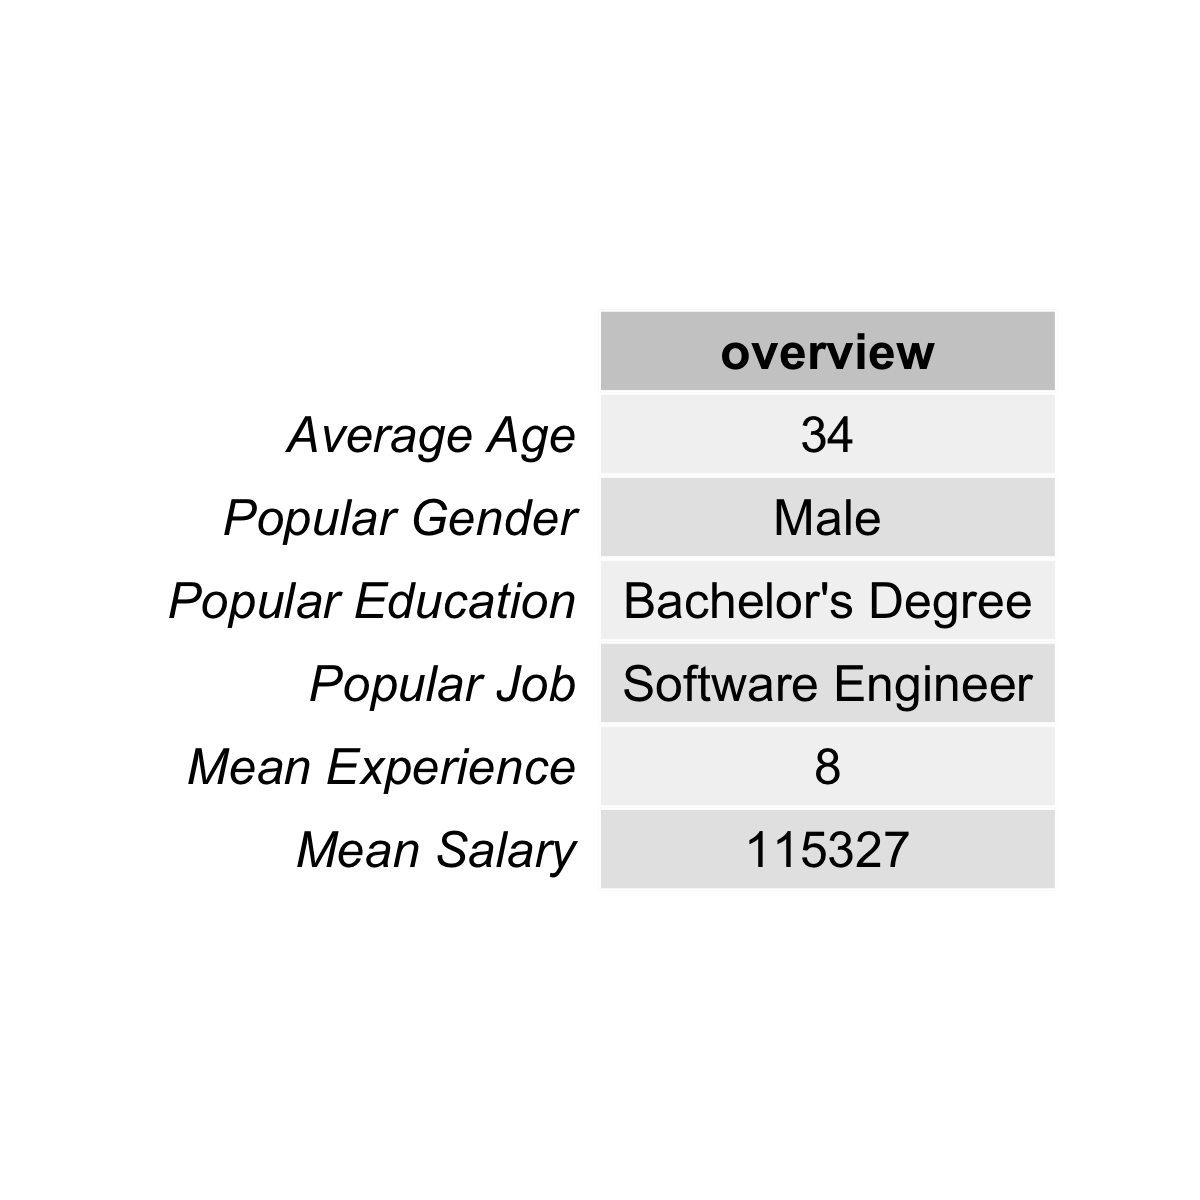 overview
Average Age 34
Popular Gender Male
Popular Education Bachelor's Degree
Popular Job Software Engineer
Mean Experience 8
Mean Salary 115327